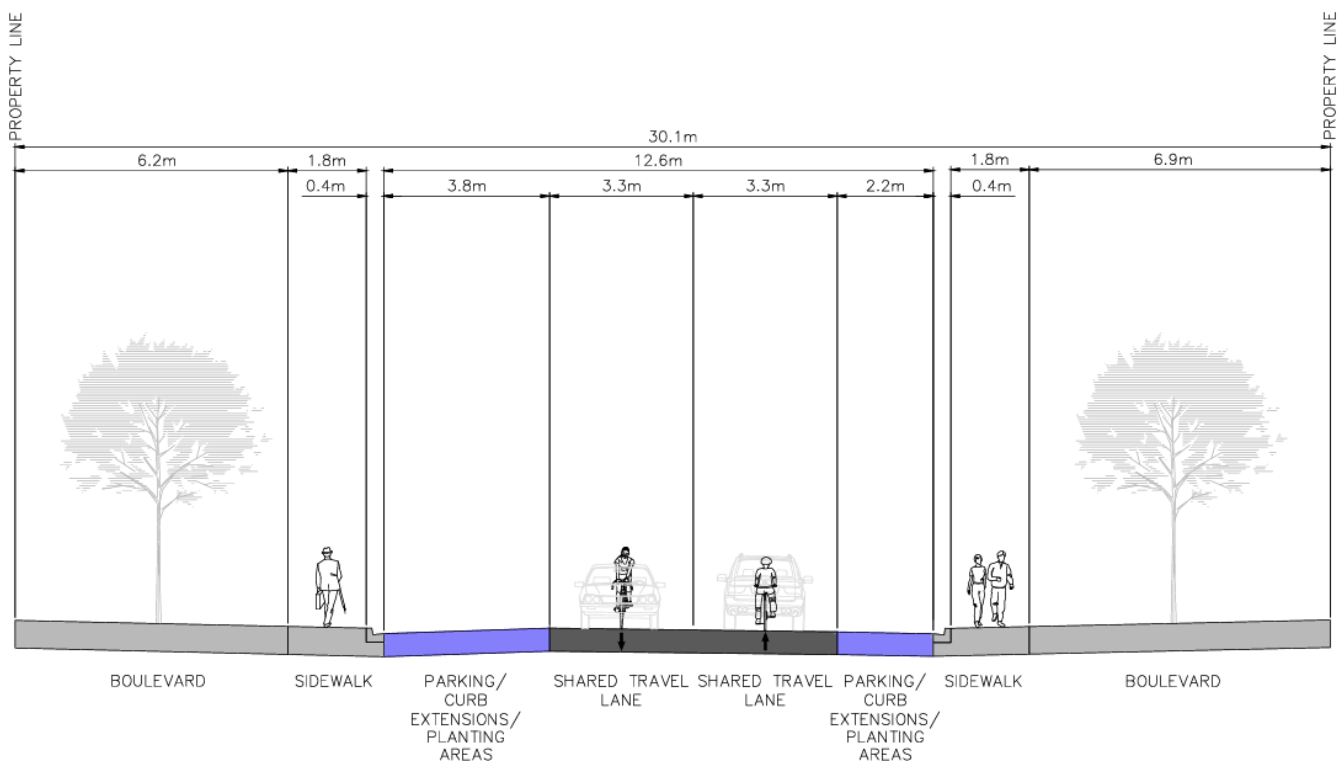 PROPERTY LINE
PROPERTY LINE
30.1m
6.2m
1.8m
12.6m
1.8m
6.9m
0.4m
3.8m
3.3m
3.3m
2.2m
0.4m
BOULEVARD
SIDEWALK
PARKING/
CURB
EXTENSIONS/
PLANTING
AREAS
SHARED TRAVEL
LANE
SHARED TRAVEL
LANE
PARKING/
CURB
EXTENSIONS/
PLANTING
AREAS
SIDEWALK
BOULEVARD